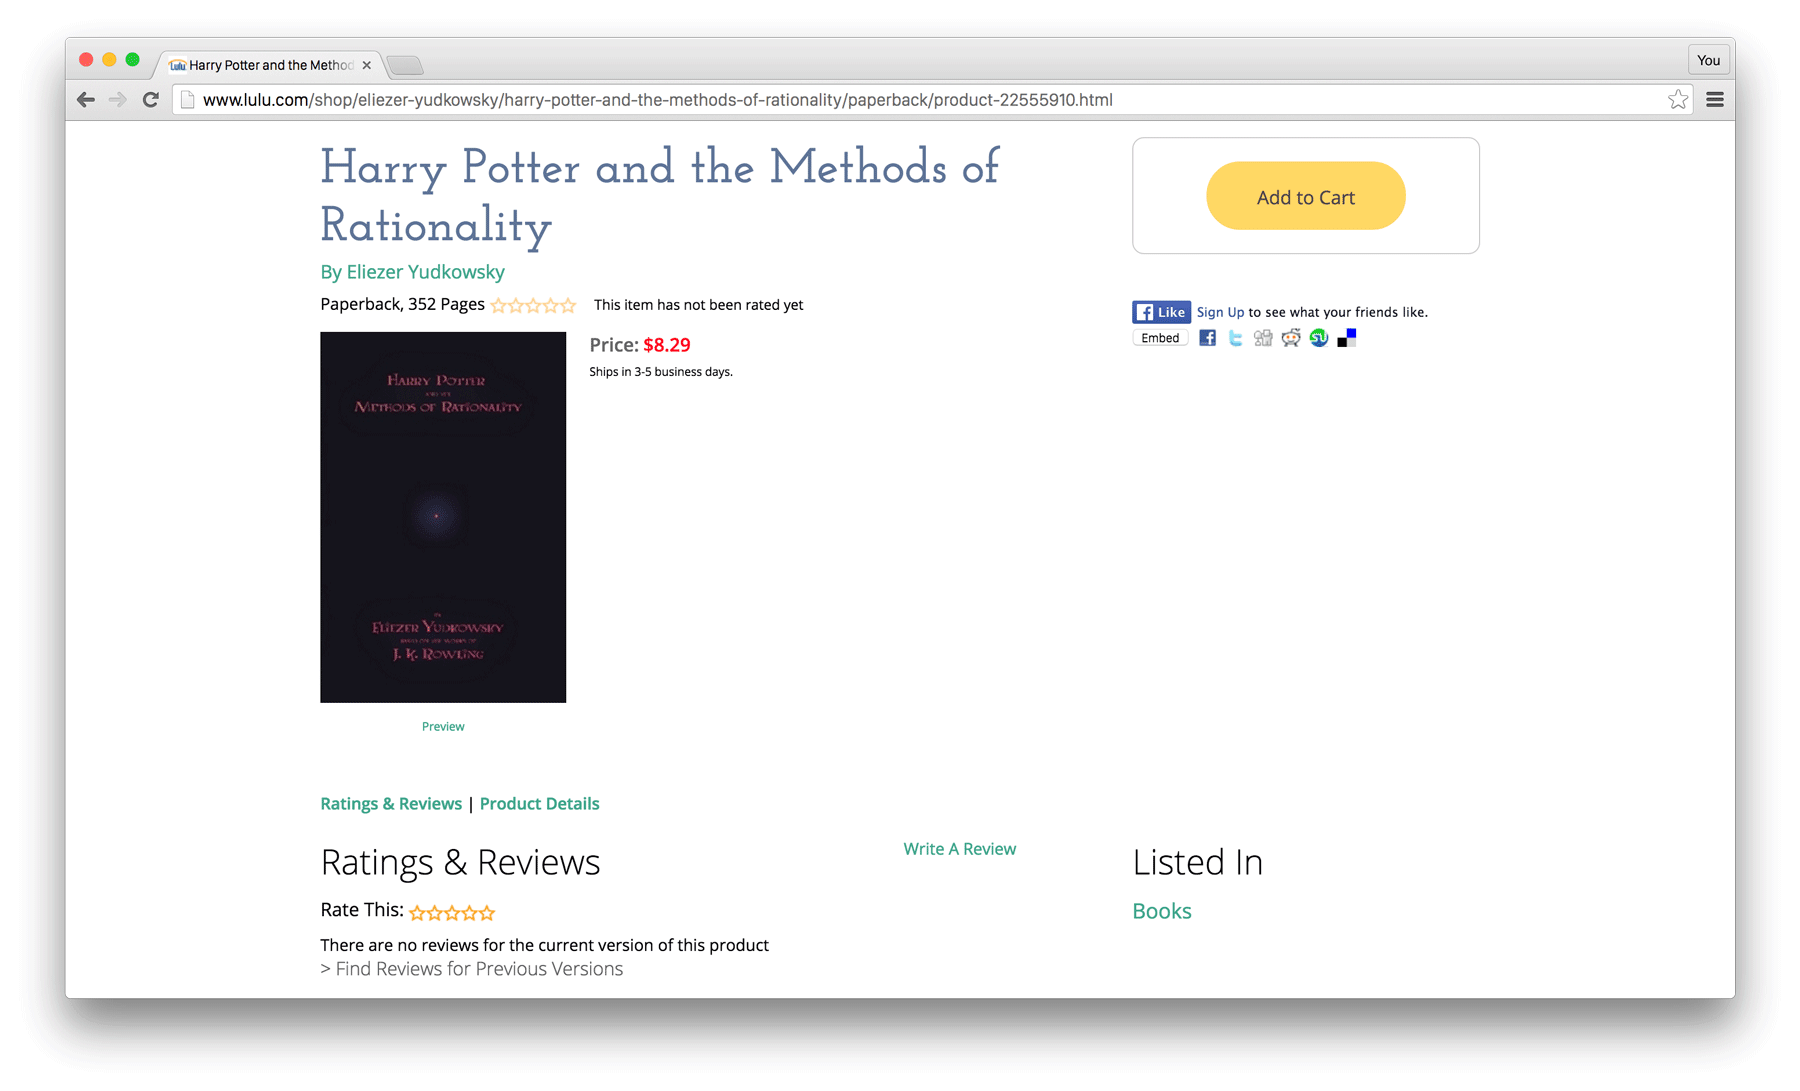 Harry Potter and the Method
You
www.lulu.com/shop/eliezer-yudkowsky/harry-potter-and-the-methods-of-rationality/paperback/product-22555910.html
Harry Potter and the Methods of
Rationality
By Eliezer Yudkowsky
Paperback, 352 Pages
This item has not been rated yet
Price: $8.29
Ships in 3-5 business days.
Harry Potter
and the
Methods of Rationality
Eliezer Yudkowsky
J. K. Rowling
Preview
Add to Cart
Like Sign Up to see what your friends like.
Embed
Ratings & Reviews | Product Details
Ratings & Reviews
Write A Review
Rate This:
There are no reviews for the current version of this product
> Find Reviews for Previous Versions
Listed In
Books